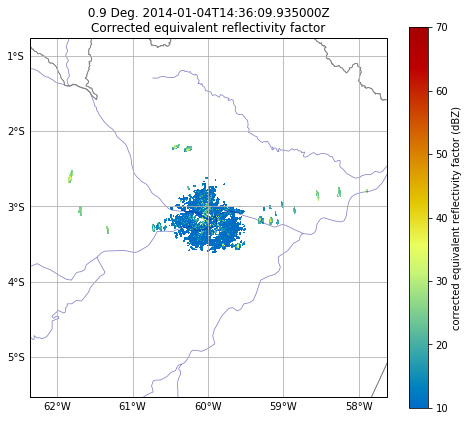 0.9 Deg. 2014-01-04T14:36:09.935000Z
Corrected equivalent reflectivity factor
1°S
2°S
3°S
4°S
5°S
62°W
61°W
60°W
59°W
58°W
70
60
50
40
30
20
10
corrected equivalent reflectivity factor (dBZ)